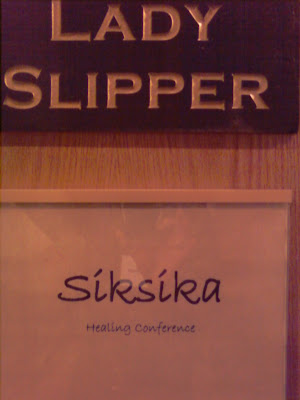 LADY
SLIPPER
Siksika
Healing Conference